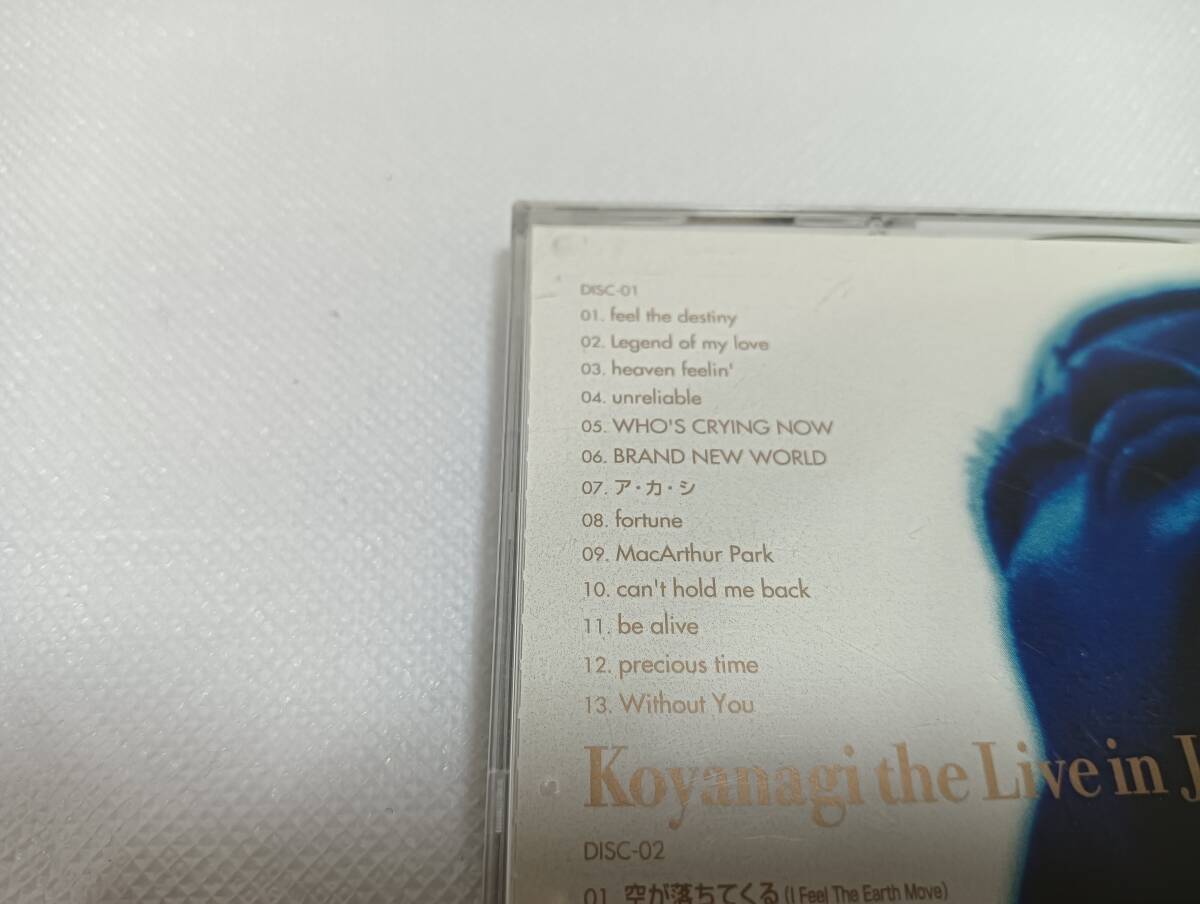 DISC-01
01. feel the destiny
02. Legend of my love
03. heaven feelin'
04. unreliable
05. WHO'S CRYING NOW
06. BRAND NEW WORLD
07. ア・カ・シ
08. fortune
09. MacArthur Park
10. can't hold me back
11. be alive
12. precious time
13. Without You
Koyanagi the Live in J
DISC-02
01. 空が落ちてくる (I Feel The Earth Move)